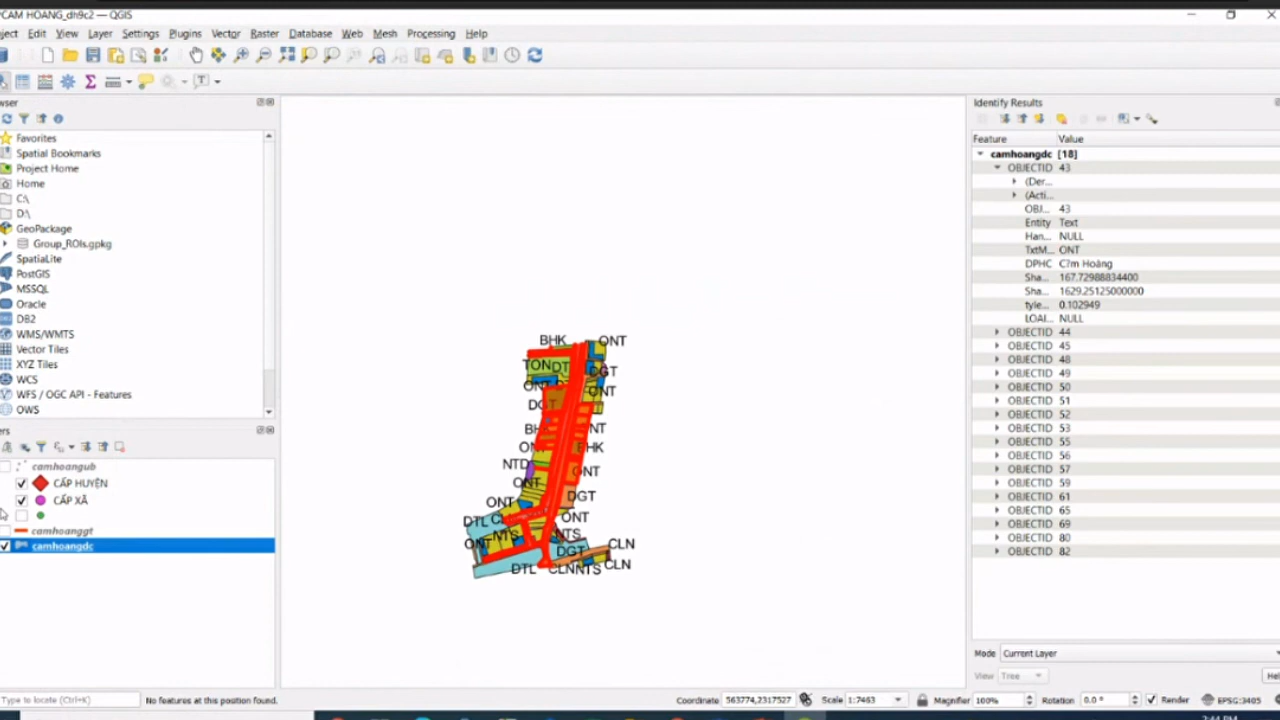 CAM HOANG_dh9c2 — QGIS
ject Edit View Layer Settings Plugins Vector Raster Database Web Mesh Processing Help
wser
Favorites
Spatial Bookmarks
Project Home
Home
C:\
D:\
GeoPackage
Group_ROIs.gpkg
SpatiaLite
PostGIS
MSSQL
Oracle
DB2
WMS/WMTS
Vector Tiles
XYZ Tiles
WCS
WFS / OGC API - Features
OWS
ers
camhoangub
CẤP HUYỆN
CẤP XÃ
camhoanggt
camhoangdc
BHK
ONT
TON
DT
DGT
ONT
DGT
NT
BHK
NTD
ONT
ONT
DGT
ONT
ONT
DTL
NTS
NTS
ONT
DGT
CLN
DTL
CLN
NTS
CLN
Identify Results
Feature Value
camhoangdc [18]
OBJECTID 43
(Der...
(Acti...
OBJ... 43
Entity Text
Han... NULL
TxtM... ONT
DPHC C?m Hoàng
Sha... 167.72988834400
Sha... 1629.25125000000
tyle... 0.102949
LOAI... NULL
OBJECTID 44
OBJECTID 45
OBJECTID 48
OBJECTID 49
OBJECTID 50
OBJECTID 51
OBJECTID 52
OBJECTID 53
OBJECTID 55
OBJECTID 56
OBJECTID 57
OBJECTID 59
OBJECTID 61
OBJECTID 65
OBJECTID 69
OBJECTID 80
OBJECTID 82
Mode Current Layer
View Tree Hel
Type to locate (Ctrl+K) No features at this position found. Coordinate 563774,2317527 Scale 1:7463 Magnifier 100% Rotation 0.0 ° Render EPSG:3405